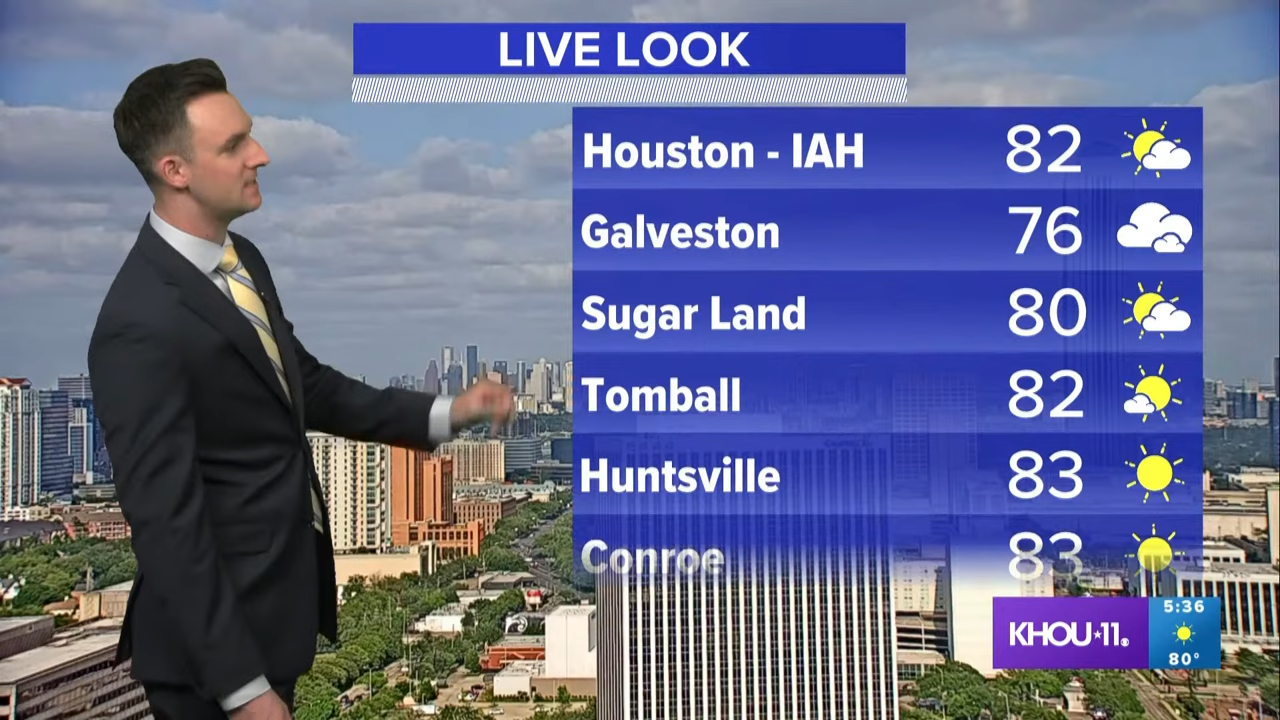 LIVE LOOK
Houston - IAH 82
Galveston 76
Sugar Land 80
Tomball 82
Huntsville 83
Conroe 83
KHOU★11
5:36
80°